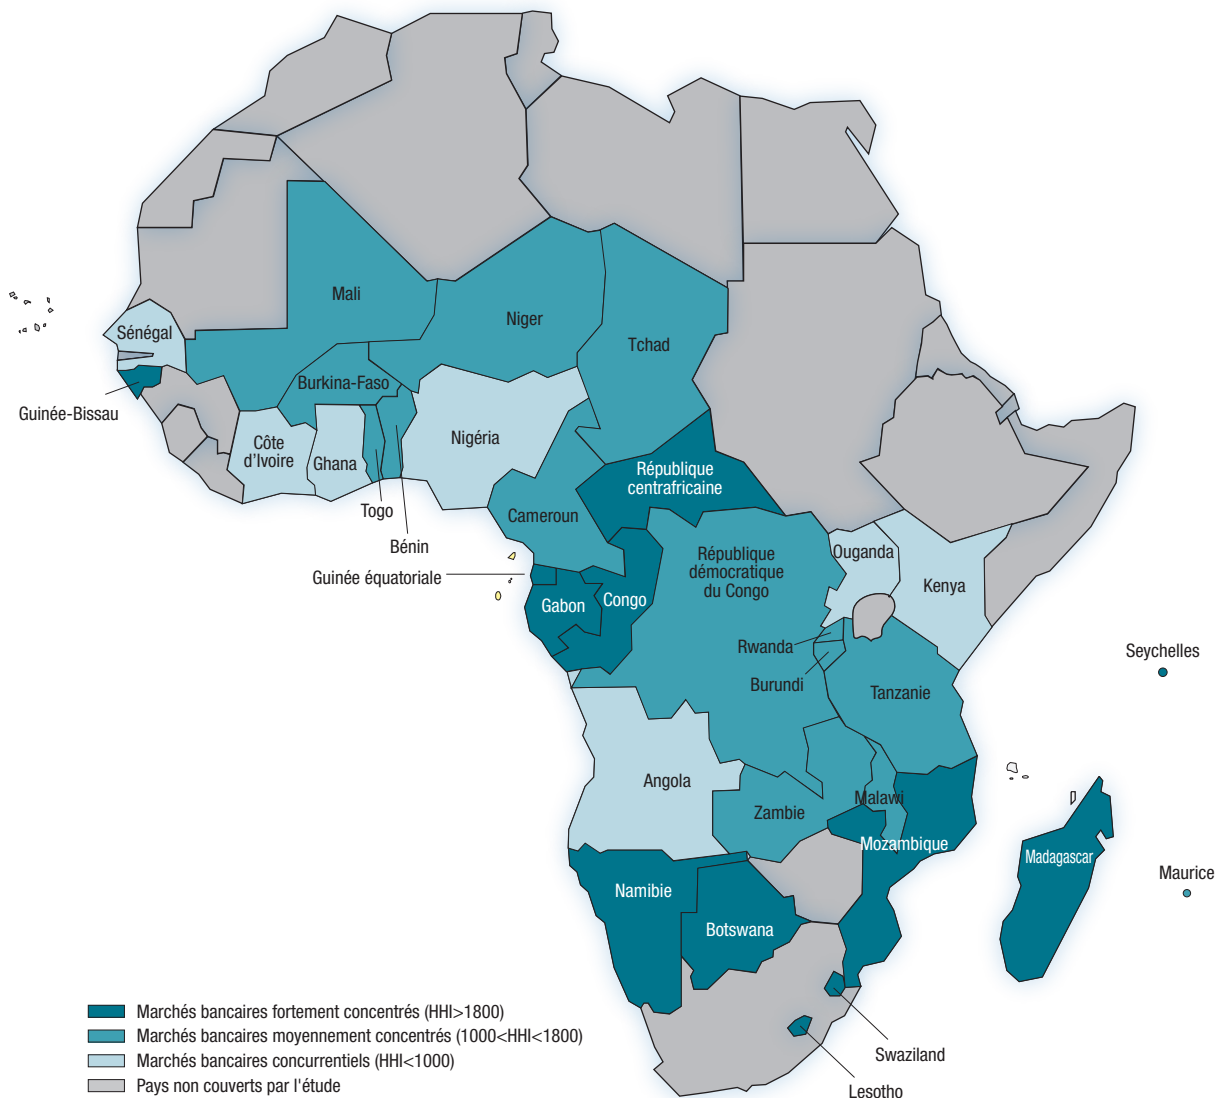 Mali
Niger
Tchad
Sénégal
Burkina-Faso
Guinée-Bissau
Côte
d'Ivoire
Ghana
Nigéria
République
centrafricaine
Togo
Cameroun
Bénin
République
démocratique
du Congo
Ouganda
Kenya
Guinée équatoriale
Gabon
Congo
Rwanda
Burundi
Tanzanie
Seychelles
Angola
Zambie
Malawi
Mozambique
Madagascar
Maurice
Namibie
Botswana
Swaziland
Lesotho
Marchés bancaires fortement concentrés (HHI>1800)
Marchés bancaires moyennement concentrés (1000<HHI<1800)
Marchés bancaires concurrentiels (HHI<1000)
Pays non couverts par l'étude